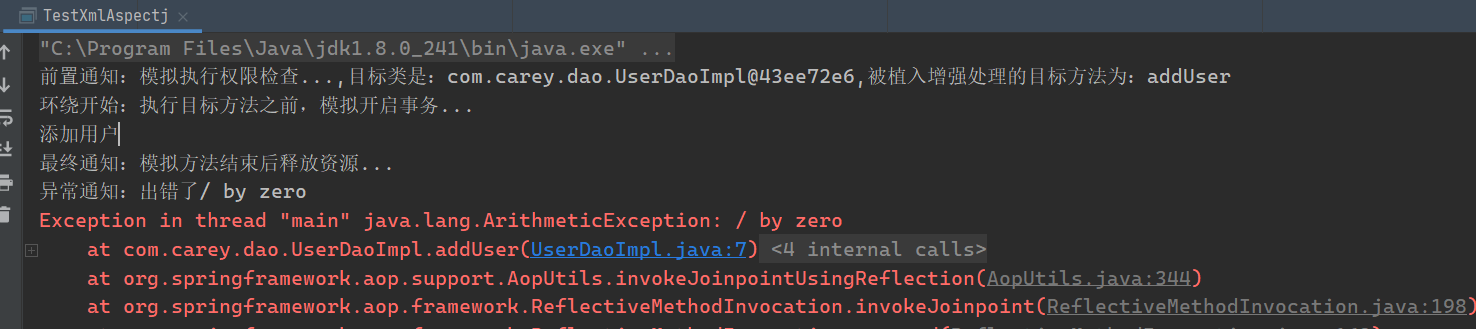 TestXmlAspectj
"C:\Program Files\Java\jdk1.8.0_241\bin\java.exe" ...
前置通知：模拟执行权限检查...,目标类是：com.carey.dao.UserDaoImpl@43ee72e6,被植入增强处理的目标方法为：addUser
环绕开始：执行目标方法之前，模拟开启事务...
添加用户
最终通知：模拟方法结束后释放资源...
异常通知：出错了/ by zero
Exception in thread "main" java.lang.ArithmeticException: / by zero
at com.carey.dao.UserDaoImpl.addUser(UserDaoImpl.java:7) <4 internal calls>
at org.springframework.aop.support.AopUtils.invokeJoinpointUsingReflection(AopUtils.java:344)
at org.springframework.aop.framework.ReflectiveMethodInvocation.invokeJoinpoint(ReflectiveMethodInvocation.java:198)